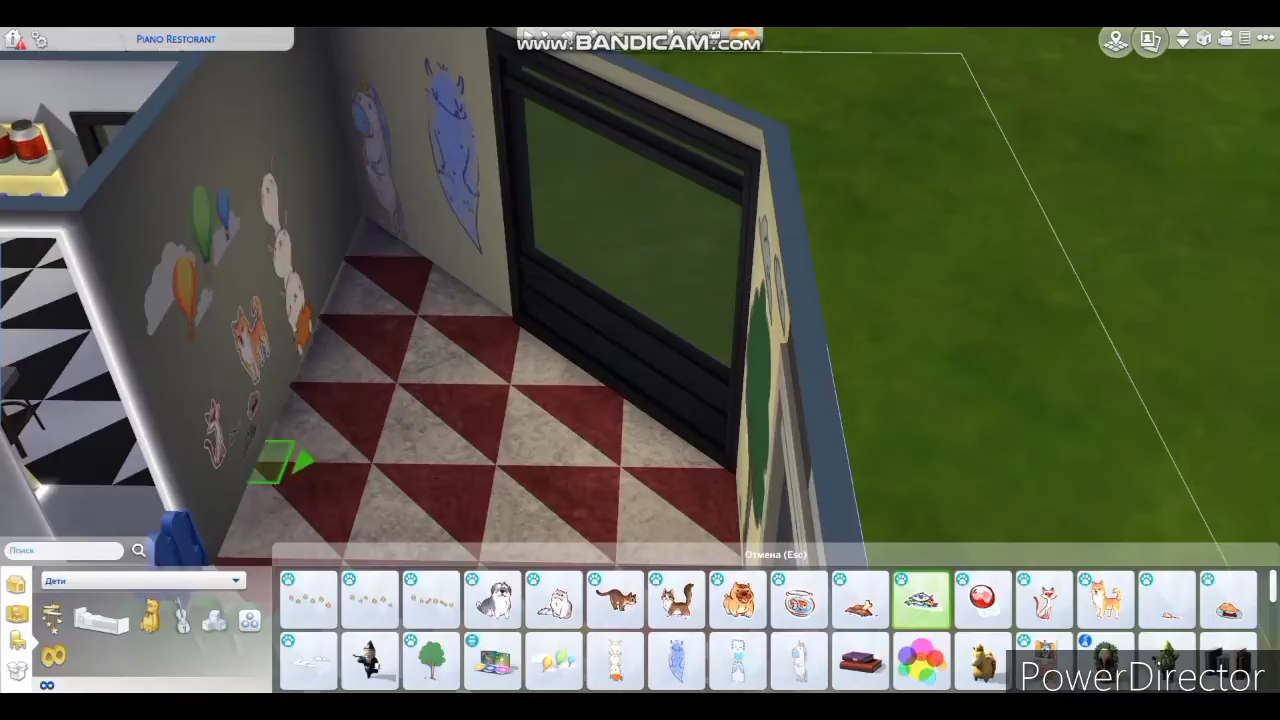 PIANO RESTORANT
www.BANDICAM.com
Отмена (Esc)
Поиск
Дети
PowerDirector